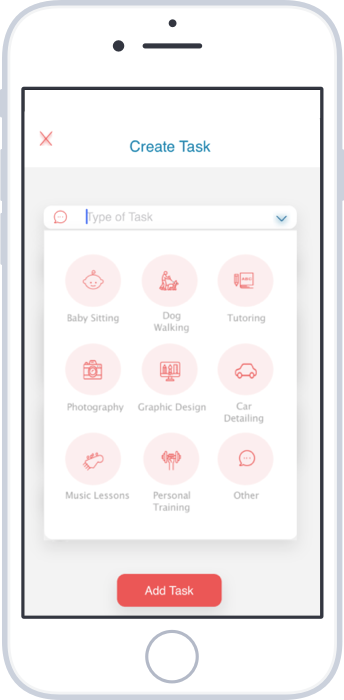 Create Task
Type of Task
Baby Sitting
Dog
Walking
Tutoring
Photography
Graphic Design
Car
Detailing
Music Lessons
Personal
Training
Other
Add Task